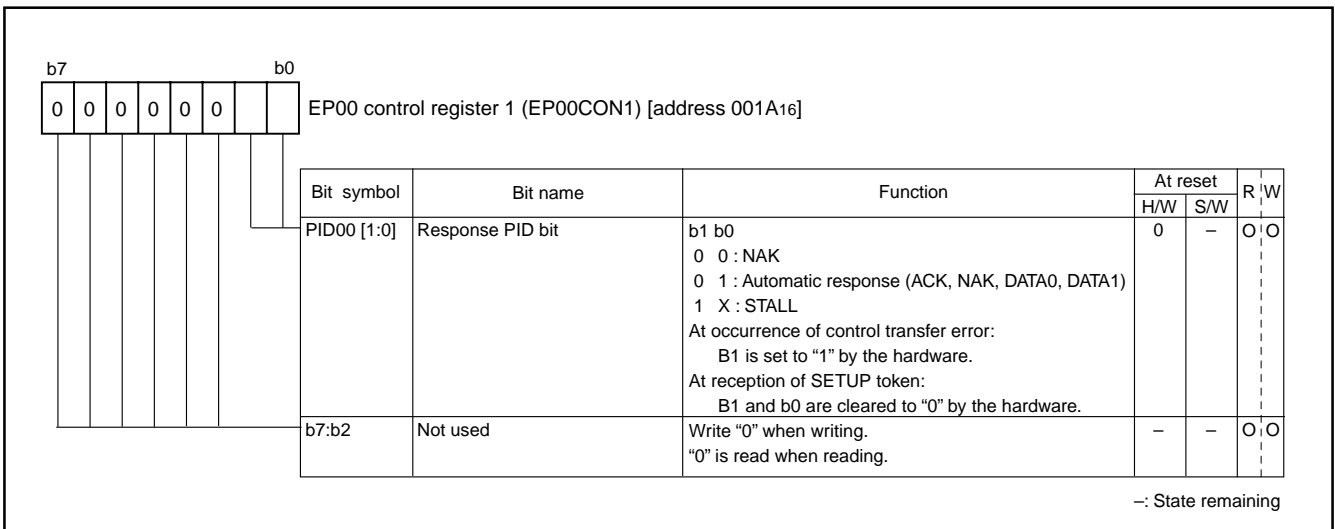 b7 b0
0 0 0 0 0 0
EP00 control register 1 (EP00CON1) [address 001A16]
Bit symbol Bit name Function At reset R W
H/W S/W
PID00 [1:0] Response PID bit b1 b0 0 – O O
0 0 : NAK
0 1 : Automatic response (ACK, NAK, DATA0, DATA1)
1 X : STALL
At occurrence of control transfer error:
B1 is set to “1” by the hardware.
At reception of SETUP token:
B1 and b0 are cleared to “0” by the hardware.
b7:b2 Not used Write “0” when writing. – – O O
“0” is read when reading.
–: State remaining